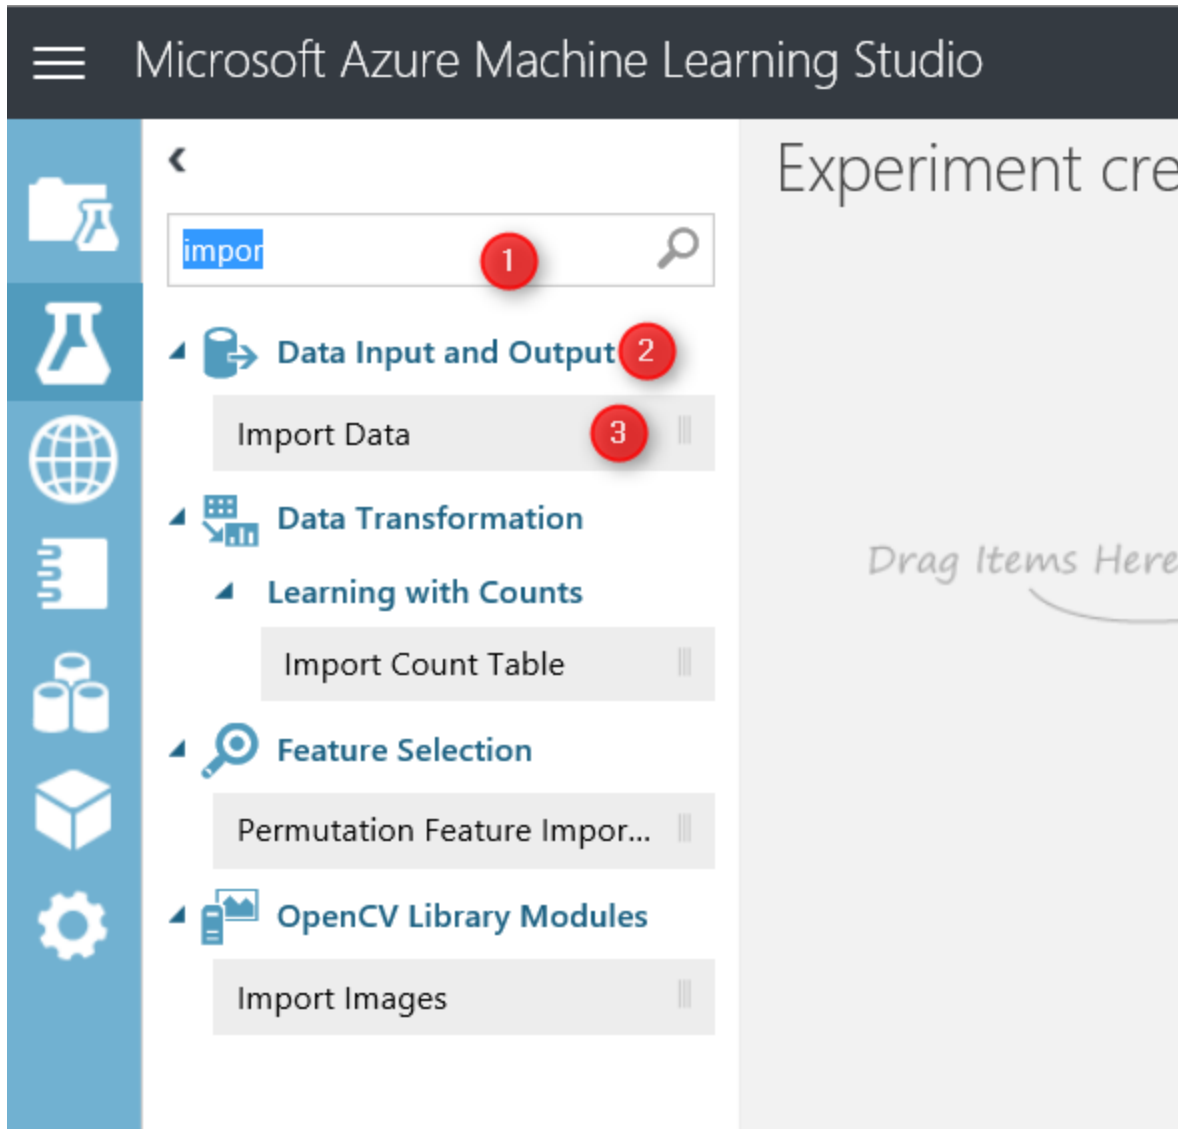 Microsoft Azure Machine Learning Studio
Experiment cre
impor
1
Data Input and Output
2
Import Data
3
Data Transformation
Learning with Counts
Drag Items Here
Import Count Table
Feature Selection
Permutation Feature Impor...
OpenCV Library Modules
Import Images